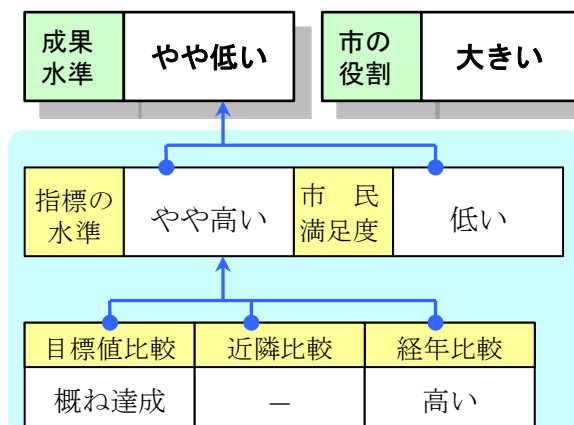 成果
水準
やや低い
市の
役割
大きい
指標の
水準
やや高い
市　民
満足度
低い
目標値比較
近隣比較
経年比較
概ね達成
－
高い